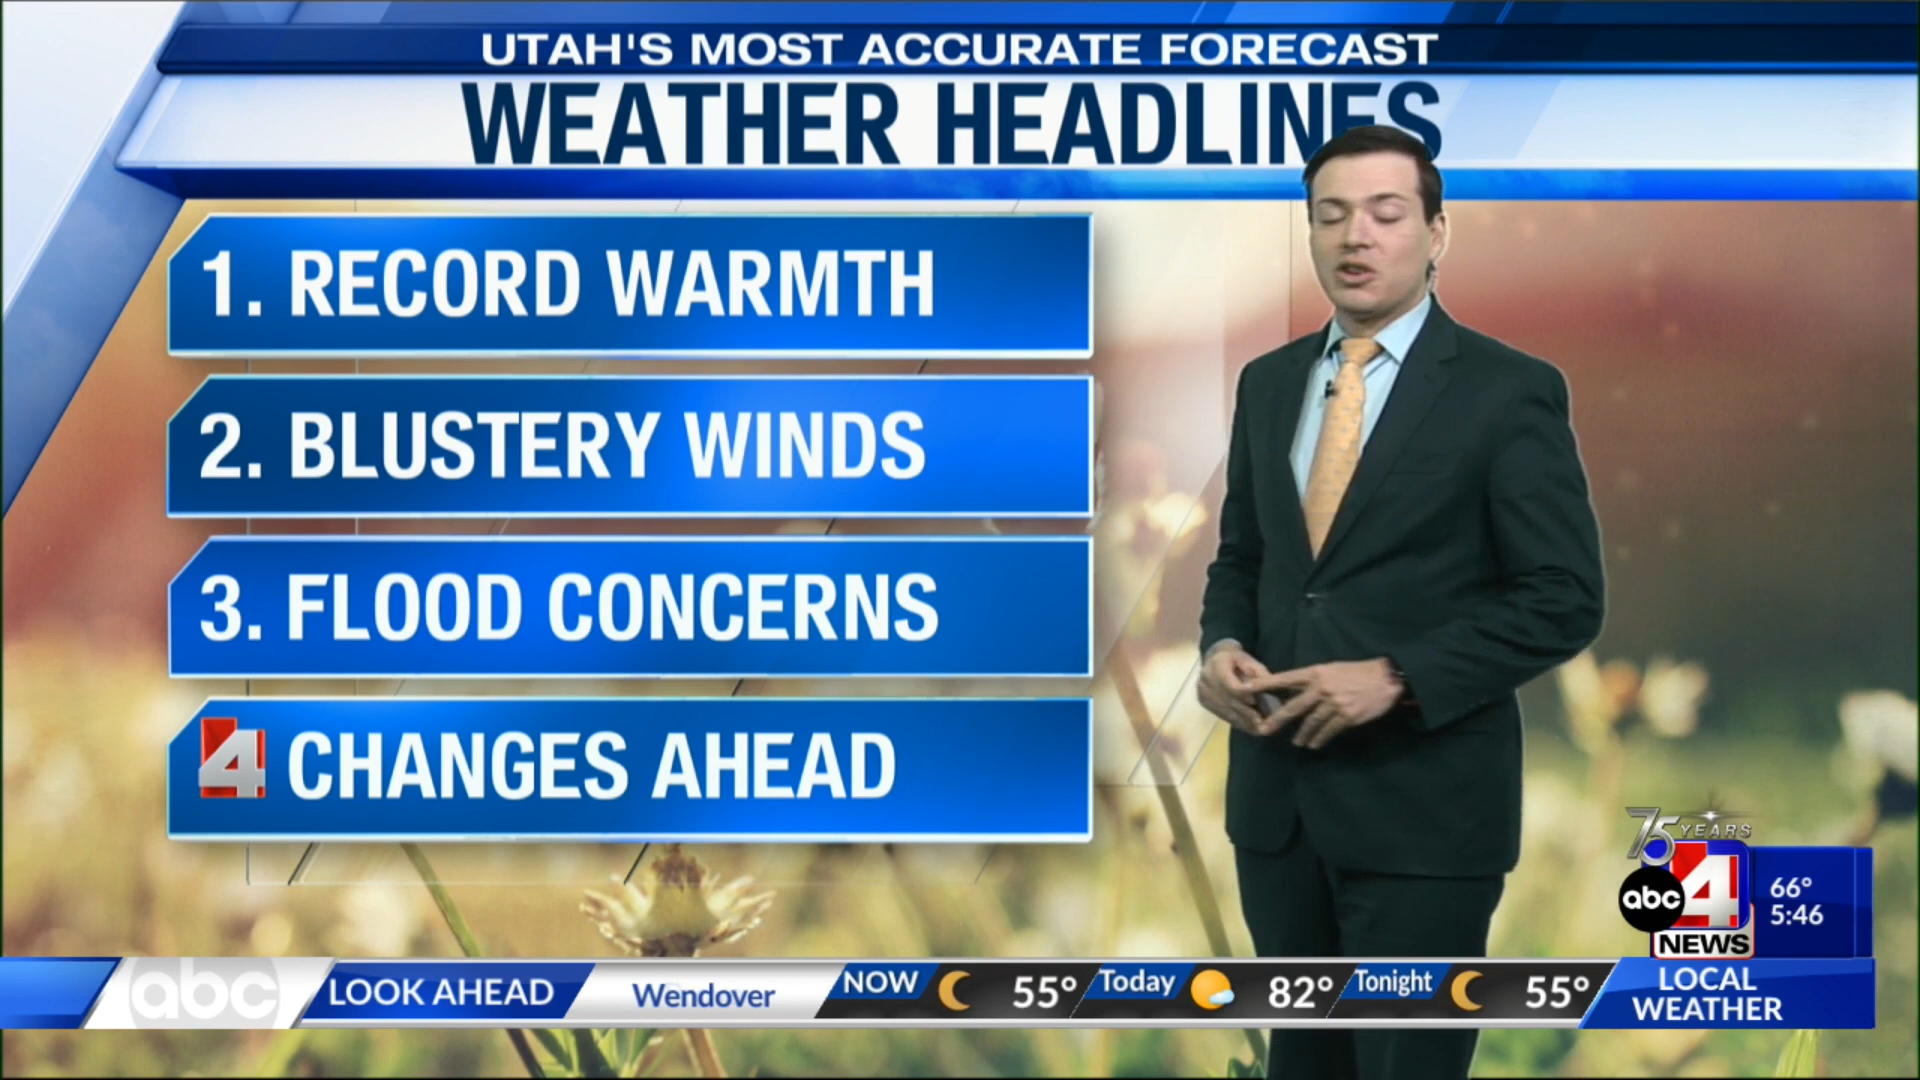 UTAH'S MOST ACCURATE FORECAST
WEATHER HEADLINES
1. RECORD WARMTH
2. BLUSTERY WINDS
3. FLOOD CONCERNS
4 CHANGES AHEAD
75 YEARS
abc 4
NEWS
66°
5:46
abc
LOOK AHEAD
Wendover
NOW 55°
Today 82°
Tonight 55°
LOCAL
WEATHER